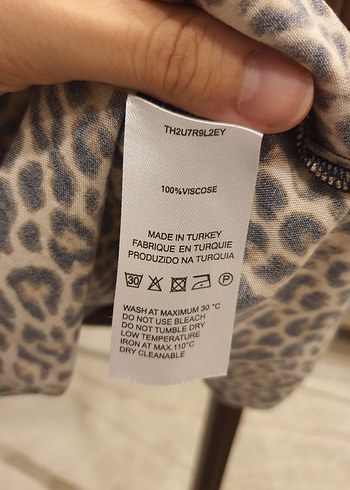 TH2U7R9L2EY
100%VISCOSE
MADE IN TURKEY
FABRIQUE EN TURQUIE
PRODUZIDO NA TURQUIA
30 P
WASH AT MAXIMUM 30 °C
DO NOT USE BLEACH
DO NOT TUMBLE DRY
LOW TEMPERATURE
IRON AT MAX.110°C
DRY CLEANABLE